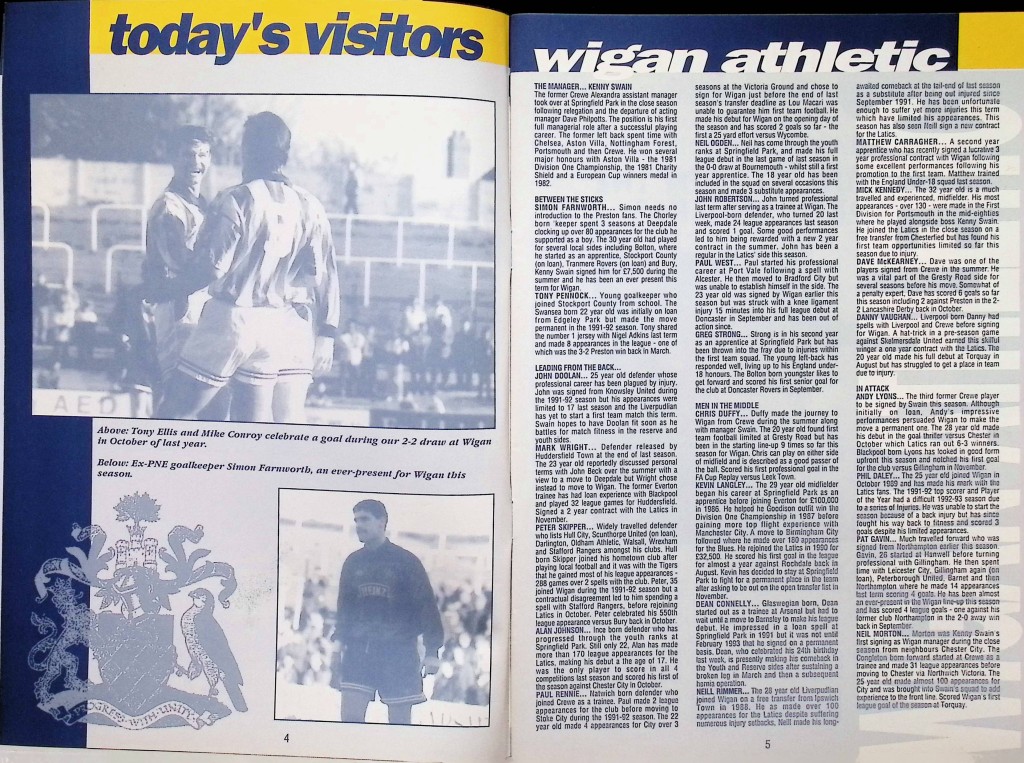 today's visitors
AEO
Above: Tony Ellis and Mike Conroy celebrate a goal during our 2-2 draw at Wigan
in October of last year.
Below: Ex-PNE goalkeeper Simon Farnworth, an ever-present for Wigan this
season.
PROGRESS·WITH·UNITY
4
wigan athletic
THE MANAGER... KENNY SWAIN
The former Crewe Alexandra assistant manager
took over at Springfield Park in the close season
following relegation and the departure of acting
manager Dave Philpotts. The position is his first
full managerial role after a successful playing
career. The former left back spent time with
Chelsea, Aston Villa, Nottingham Forest,
Portsmouth and then Crewe. He won several
major honours with Aston Villa - the 1981
Division One Championship, the 1981 Charity
Shield and a European Cup winners medal in
1982.
BETWEEN THE STICKS
SIMON FARNWORTH... Simon needs no
introduction to the Preston fans. The Chorley
born keeper spent 3 seasons at Deepdale
clocking up over 80 appearances for the club he
supported as a boy. The 30 year old had played
for several local sides including Bolton, where
he started as an apprentice, Stockport County
(on loan), Tranmere Rovers (on loan) and Bury.
Kenny Swain signed him for £7,500 during the
summer and he has been an ever present this
term for Wigan.
TONY PENNOCK... Young goalkeeper who
joined Stockport County from school. The
Swansea born 22 year old was initially on loan
from Edgeley Park but made the move
permanent in the 1991-92 season. Tony shared
the number 1 jersey with Nigel Adkins last term
and made 8 appearances in the league - one of
which was the 3-2 Preston win back in March.
LEADING FROM THE BACK...
JOHN DOOLAN... 25 year old defender whose
professional career has been plagued by injury.
John was signed from Knowsley United during
the 1991-92 season but his appearances were
limited to 17 last season and the Liverpudlian
has yet to start a first team match this term.
Swain hopes to have Doolan fit soon as he
battles for match fitness in the reserve and
youth sides.
MARK WRIGHT... Defender released by
Huddersfield Town at the end of last season.
The 23 year old reportedly discussed personal
terms with John Beck over the summer with a
view to a move to Deepdale but Wright chose
instead to move to Wigan. The former Everton
trainee has had loan experience with Blackpool
and played 32 league games for Huddersfield.
Signed a 2 year contract with the Latics in
November.
PETER SKIPPER... Widely travelled defender
who lists Hull City, Scunthorpe United (on loan),
Darlington, Oldham Athletic, Walsall, Wrexham
and Stafford Rangers amongst his clubs. Hull
born Skipper joined his hometown club after
playing local football and it was with the Tigers
that he gained most of his league appearances -
288 games over 2 spells with the club. Peter, 35
joined Wigan during the 1991-92 season but a
contractual disagreement led to him spending a
spell with Stafford Rangers, before rejoining
Latics in October. Peter celebrated his 550th
league appearance versus Bury back in October.
ALAN JOHNSON... Ince born defender who has
progressed through the youth ranks at
Springfield Park. Still only 22, Alan has made
more than 170 league appearances for the
Latics, making his debut a the age of 17. He
was the only player to score in all 4
competitions last season and scored his first of
the season against Chester City in October.
PAUL RENNIE... Natwich born defender who
joined Crewe as a trainee. Paul made 2 league
appearances for the club before moving to
Stoke City during the 1991-92 season. The 22
year old made 4 appearances for City over 3
seasons at the Victoria Ground and chose to
sign for Wigan just before the end of last
season's transfer deadline as Lou Macari was
unable to guarantee him first team football. He
made his debut for Wigan on the opening day of
the season and has scored 2 goals so far - the
first a 25 yard effort versus Wycombe.
NEIL OGDEN... Neil has come through the youth
ranks at Springfield Park, and made his full
league debut in the last game of last season in
the 0-0 draw at Bournemouth - whilst still a first
year apprentice. The 18 year old has been
included in the squad on several occasions this
season and made 3 substitute appearances.
JOHN ROBERTSON... John turned professional
last term after serving as a trainee at Wigan. The
Liverpool-born defender, who turned 20 last
week, made 24 league appearances last season
and scored 1 goal. Some good performances
led to him being rewarded with a new 2 year
contract in the summer. John has been a
regular in the Latics' side this season.
PAUL WEST... Paul started his professional
career at Port Vale following a spell with
Alcester. He then moved to Bradford City but
was unable to establish himself in the side. The
23 year old was signed by Wigan earlier this
season but was struck with a knee ligament
injury 15 minutes into his full league debut at
Doncaster in September and has been out of
action since.
GREG STRONG... Strong is in his second year
as an apprentice at Springfield Park but has
been thrown into the fray due to injuries within
the first team squad. The young left-back has
responded well, living up to his England under-
18 honours. The Bolton born youngster likes to
get forward and scored his first senior goal for
the club at Doncaster Rovers in September.
MEN IN THE MIDDLE
CHRIS DUFFY... Duffy made the journey to
Wigan from Crewe during the summer along
with manager Swain. The 20 year old found first
team football limited at Gresty Road but has
been in the starting line-up 9 times so far this
season for Wigan. Chris can play on either side
of midfield and is described as a good passer of
the ball. Scored his first professional goal in the
FA Cup Replay versus Leek Town.
KEVIN LANGLEY... The 29 year old midfielder
began his career at Springfield Park as an
apprentice before joining Everton for £100,000
in 1986. He helped he Goodison outfit win the
Division One Championship in 1987 before
gaining more top flight experience with
Manchester City. A move to Birmingham City
followed where he made over 160 appearances
for the Blues. He rejoined the Latics in 1990 for
£32,500. He scored his first goal in the league
for almost a year against Rochdale back in
August. Kevin has decided to stay at Springfield
Park to fight for a permanent place in the team
after asking to be out on the open transfer list in
November.
DEAN CONNELLY... Glaswegian born, Dean
started out as a trainee at Arsenal but had to
wait until a move to Barnsley to make his league
debut. He impressed in a loan spell at
Springfield Park in 1991 but it was not until
February 1993 that he signed on a permanent
basis. Dean, who celebrated his 24th birthday
last week, is presently making his comeback in
the Youth and Reserve sides after sustaining a
broken leg in March and then a subsequent
hernia operation.
NEILL RIMMER... The 26 year old Liverpudlian
joined Wigan on a free transfer from Ipswich
Town in 1988. He as made over 100
appearances for the Latics despite suffering
numerous injury setbacks. Neill made his long-
awaited comeback at the tail-end of last season
as a substitute after being out injured since
September 1991. He has been unfortunate
enough to suffer yet more injuries this term
which have limited his appearances. This
season has also seen Neill sign a new contract
for the Latics.
MATTHEW CARRAGHER... A second year
apprentice who has recently signed a lucrative 3
year professional contract with Wigan following
some excellent performances following his
promotion to the first team. Matthew trained
with the England Under-18 squad last season.
MICK KENNEDY... The 32 year old is a much
travelled and experienced, midfielder. His most
appearances - over 130 - were made in the First
Division for Portsmouth in the mid-eighties
where he played alongside boss Kenny Swain.
He joined the Latics in the close season on a
free transfer from Chesterfied but has found his
first team opportunities limited so far this
season due to injury.
DAVE McKEARNEY... Dave was one of the
players signed from Crewe in the summer. He
was a vital part of the Gresty Road side for
several seasons before his move. Somewhat of
a penalty expert. Dave has scored 6 goals so far
this season including 2 against Preston in the 2-
2 Lancashire Derby back in October.
DANNY VAUGHAN... Liverpool born Danny had
spells with Liverpool and Crewe before signing
for Wigan. A hat-trick in a pre-season game
against Skelmersdale United earned this skilful
winger a one year contract with the Latics. The
20 year old made his full debut at Torquay in
August but has struggled to get a place in team
due to injury.
IN ATTACK
ANDY LYONS... The third former Crewe player
to be signed by Swain this season. Although
initially on loan, Andy's impressive
performances persuaded Wigan to make the
move a permanent one. The 28 year old made
his debut in the goal thriller versus Chester in
October which Latics ran out 6-3 winners.
Blackpool born Lyons has looked in good form
upfront this season and notched his first goal
for the club versus Gillingham in November.
PHIL DALEY... The 25 year old joined Wigan in
October 1989 and has made his mark with the
Latics fans. The 1991-92 top scorer and Player
of the Year had a difficult 1992-93 season due
to a series of Injuries. He was unable to start the
season because of a back injury but has since
fought his way back to fitness and scored 3
goals despite his limited appearances.
PAT GAVIN... Much travelled forward who was
signed from Northampton earlier this season.
Gavin, 26 started at Hanwell before turning
professional with Gillingham. He then spent
time with Leicester City, Gillingham again (on
loan), Peterborough United, Barnet and then
Northampton where he made 14 appearances
last term scoring 4 goals. He has been almost
an ever-present in the Wigan line-up this season
and has scored 4 league goals - one against his
former club Northampton in the 2-0 away win
back in September.
NEIL MORTON... Morton was Kenny Swain's
first signing as Wigan manager during the close
season from neighbours Chester City. The
Congleton born forward started at Crewe as a
trainee and made 31 league appearances before
moving to Chester via Northwich Victoria. The
25 year old made almost 100 appearances for
City and was brought into Swain's squad to add
experience to the front line. Scored Wigan's first
league goal of the season at Torquay.
5